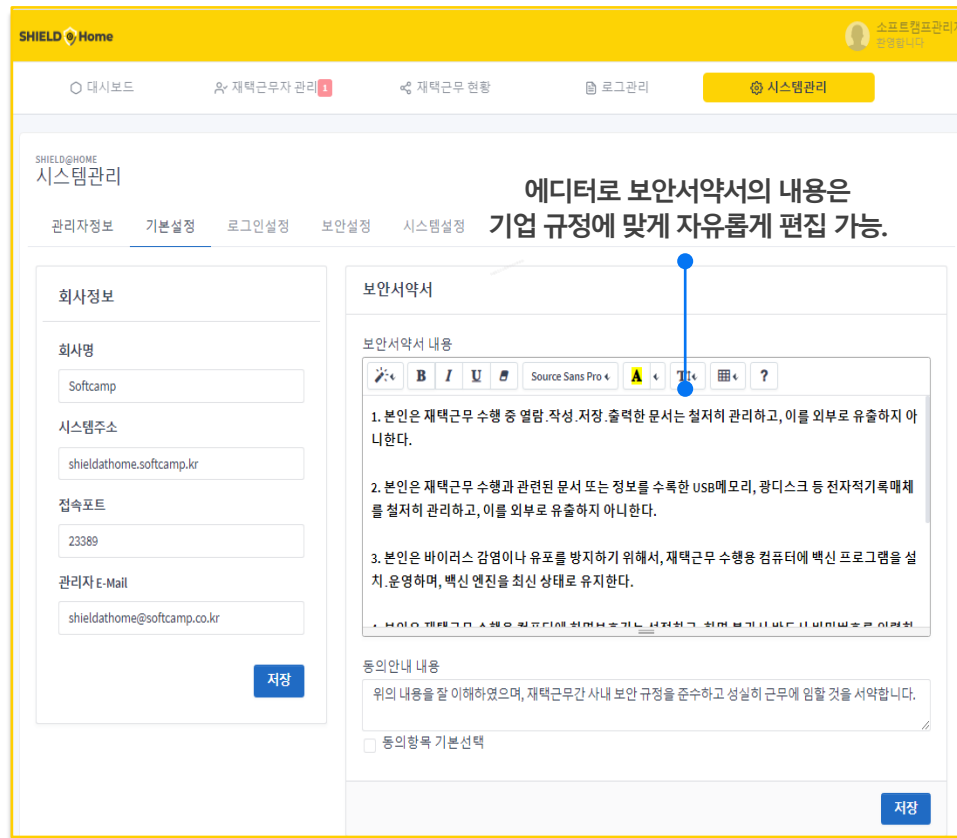 SHIELD@Home
소프트캠프관리자
환영합니다
대시보드
재택근무자 관리 1
재택근무 현황
로그관리
시스템관리
SHIELD@HOME
시스템관리
에디터로 보안서약서의 내용은
기업 규정에 맞게 자유롭게 편집 가능.
관리자정보
기본설정
로그인설정
보안설정
시스템설정
회사정보
회사명
Softcamp
시스템주소
shieldathome.softcamp.kr
접속포트
23389
관리자 E-Mail
shieldathome@softcamp.co.kr
저장
보안서약서
보안서약서 내용
B I U Source Sans Pro A ?
1. 본인은 재택근무 수행 중 열람.작성.저장.출력한 문서는 철저히 관리하고, 이를 외부로 유출하지 아
니한다.
2. 본인은 재택근무 수행과 관련된 문서 또는 정보를 수록한 USB메모리, 광디스크 등 전자적기록매체
를 철저히 관리하고, 이를 외부로 유출하지 아니한다.
3. 본인은 바이러스 감염이나 유포를 방지하기 위해서, 재택근무 수행용 컴퓨터에 백신 프로그램을 설
치.운영하며, 백신 엔진을 최신 상태로 유지한다.
동의안내 내용
위의 내용을 잘 이해하였으며, 재택근무간 사내 보안 규정을 준수하고 성실히 근무에 임할 것을 서약합니다.
동의항목 기본선택
저장